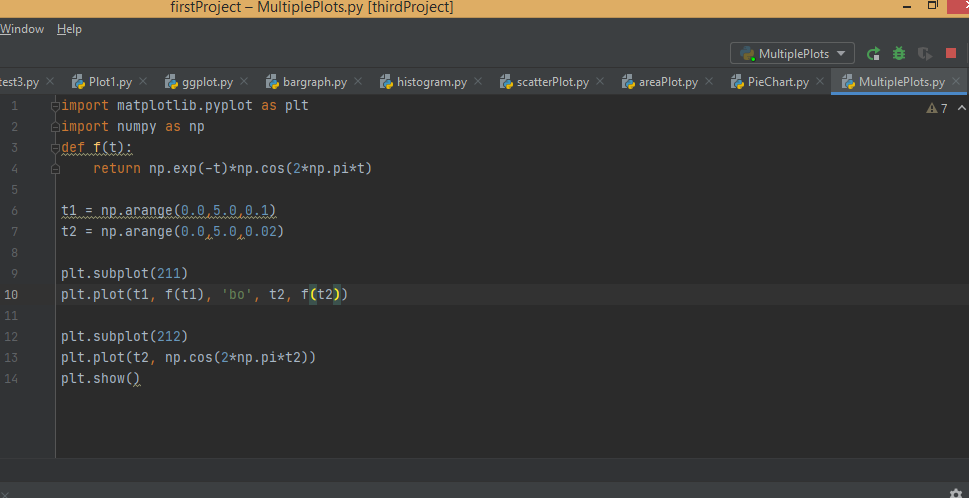 firstProject – MultiplePlots.py [thirdProject]
Window Help
MultiplePlots
test3.py Plot1.py ggplot.py bargraph.py histogram.py scatterPlot.py areaPlot.py PieChart.py MultiplePlots.py
7
1 import matplotlib.pyplot as plt
2 import numpy as np
3 def f(t):
4     return np.exp(-t)*np.cos(2*np.pi*t)
5
6 t1 = np.arange(0.0,5.0,0.1)
7 t2 = np.arange(0.0,5.0,0.02)
8
9 plt.subplot(211)
10 plt.plot(t1, f(t1), 'bo', t2, f(t2))
11
12 plt.subplot(212)
13 plt.plot(t2, np.cos(2*np.pi*t2))
14 plt.show()